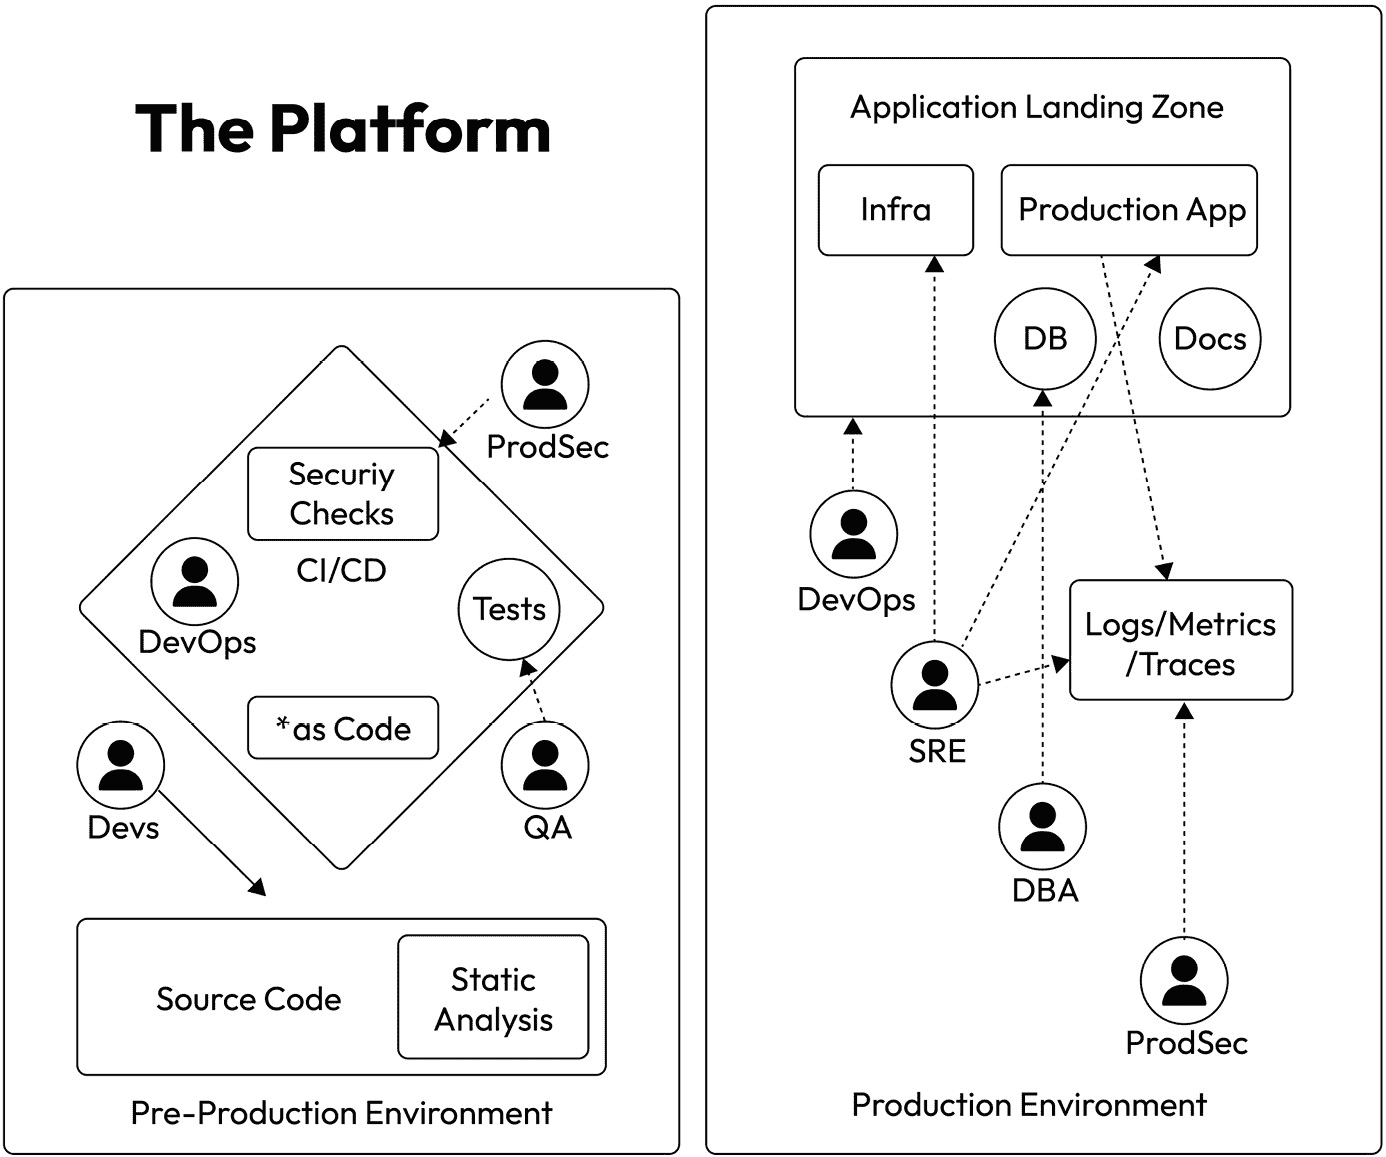 The Platform
ProdSec
Securiy
Checks
CI/CD
DevOps
Tests
*as Code
Devs
QA
Source Code
Static
Analysis
Pre-Production Environment
Application Landing Zone
Infra
Production App
DB
Docs
DevOps
Logs/Metrics
/Traces
SRE
DBA
ProdSec
Production Environment